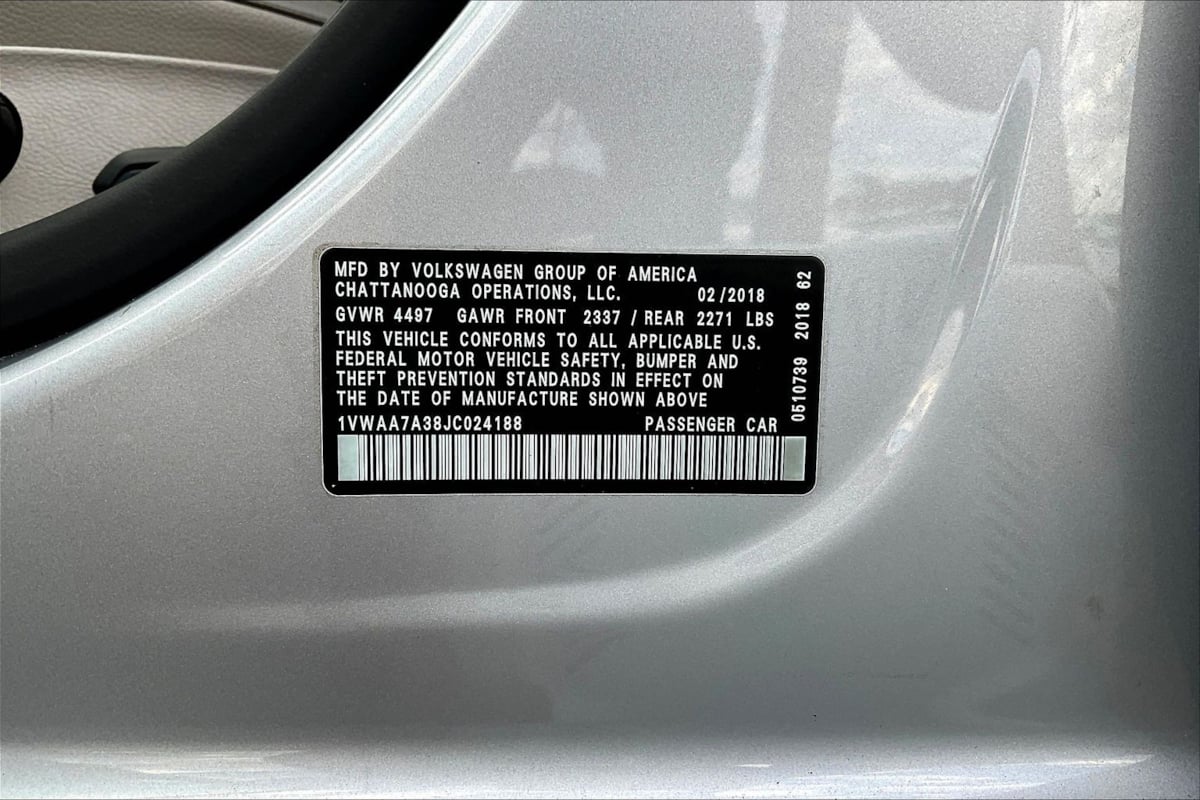 MFD BY VOLKSWAGEN GROUP OF AMERICA
CHATTANOOGA OPERATIONS, LLC. 02/2018
GVWR 4497 GAWR FRONT 2337 / REAR 2271 LBS
THIS VEHICLE CONFORMS TO ALL APPLICABLE U.S.
FEDERAL MOTOR VEHICLE SAFETY, BUMPER AND
THEFT PREVENTION STANDARDS IN EFFECT ON
THE DATE OF MANUFACTURE SHOWN ABOVE
1VWAA7A38JC024188 PASSENGER CAR
0510739 2018 62